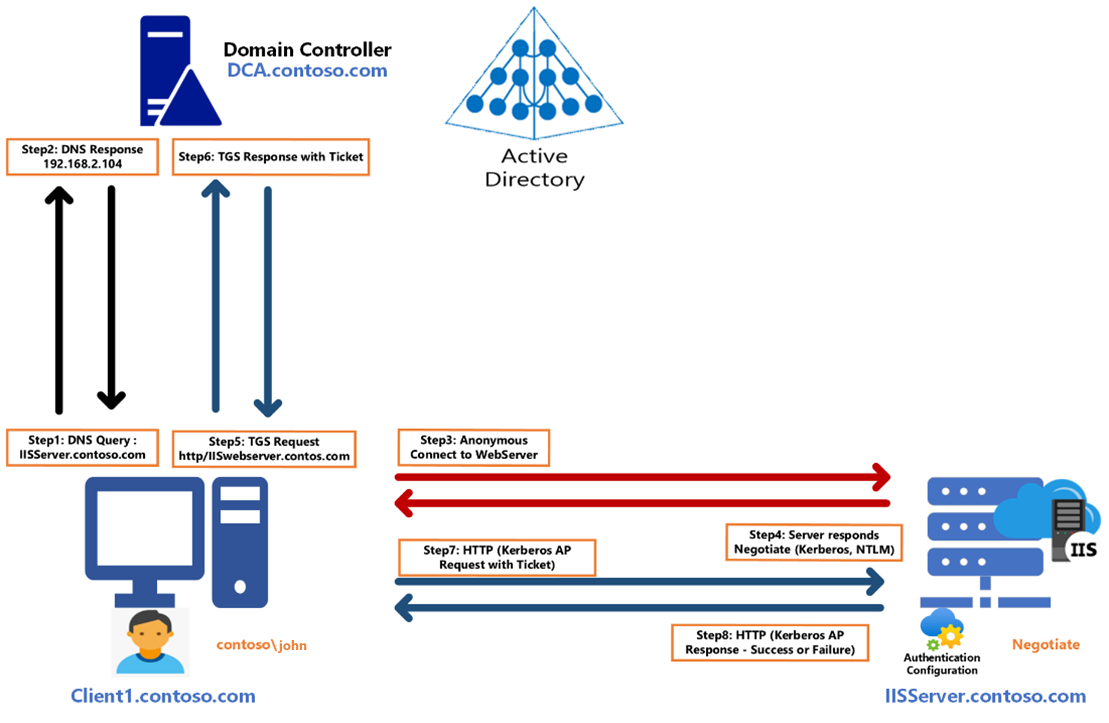 Domain Controller
DCA.contoso.com
Active
Directory
Step2: DNS Response
192.168.2.104
Step6: TGS Response with Ticket
Step1: DNS Query :
IISServer.contoso.com
Step5: TGS Request
http/IISwebserver.contos.com
Step3: Anonymous
Connect to WebServer
Step4: Server responds
Negotiate (Kerberos, NTLM)
IIS
Step7: HTTP (Kerberos AP
Request with Ticket)
Step8: HTTP (Kerberos AP
Response - Success or Failure)
contoso\john
Client1.contoso.com
Authentication
Configuration
Negotiate
IISServer.contoso.com